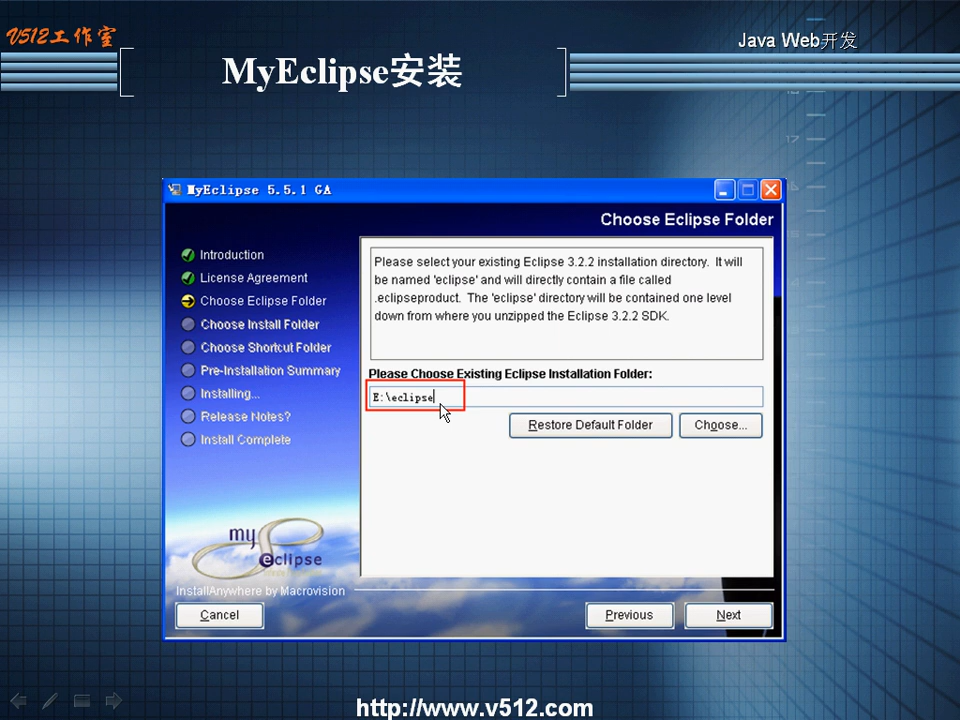 V512工作室
Java Web开发
MyEclipse安装
MyEclipse 5.5.1 GA
Choose Eclipse Folder
Introduction
License Agreement
Choose Eclipse Folder
Choose Install Folder
Choose Shortcut Folder
Pre-Installation Summary
Installing...
Release Notes?
Install Complete
Please select your existing Eclipse 3.2.2 installation directory. It will
be named 'eclipse' and will directly contain a file called
.eclipseproduct. The 'eclipse' directory will be contained one level
down from where you unzipped the Eclipse 3.2.2 SDK.
Please Choose Existing Eclipse Installation Folder:
E:\eclipse
Restore Default Folder
Choose...
my
eclipse
InstallAnywhere by Macrovision
Cancel
Previous
Next
http://www.v512.com